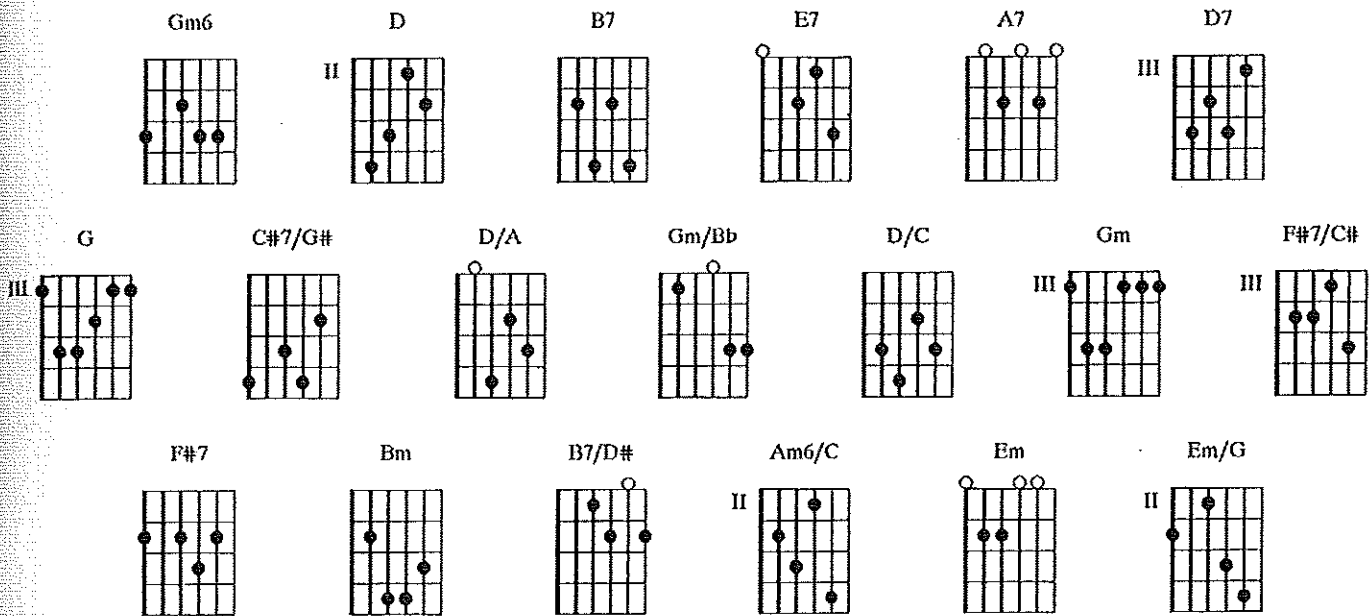 Gm6 D B7 E7 A7 D7
II III
G C#7/G# D/A Gm/Bb D/C Gm F#7/C#
III III III
F#7 Bm B7/D# Am6/C Em Em/G
II II